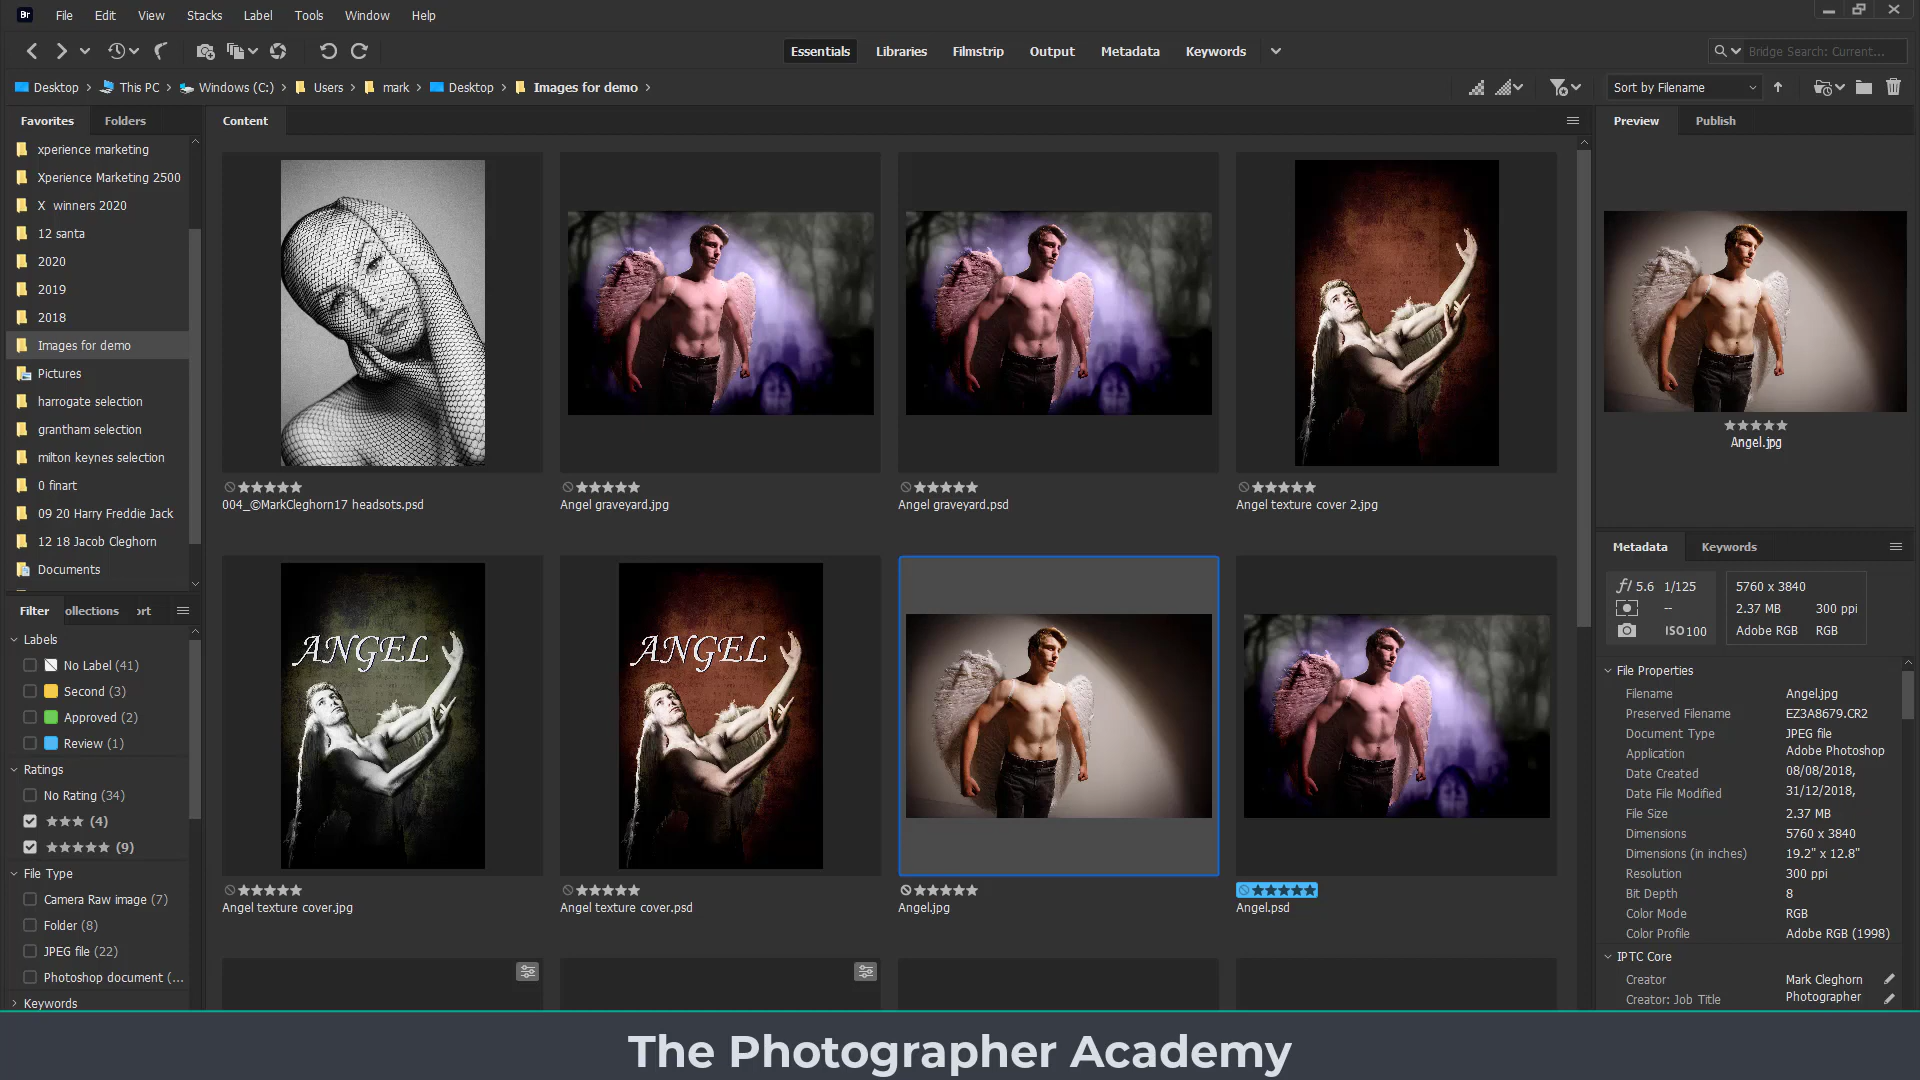 Br File Edit View Stacks Label Tools Window Help
Essentials Libraries Filmstrip Output Metadata Keywords
Bridge Search: Current...
Desktop This PC Windows (C:) Users mark Desktop Images for demo
Sort by Filename
Favorites Folders
xperience marketing
Xperience Marketing 2500
X winners 2020
12 santa
2020
2019
2018
Images for demo
Pictures
harrogate selection
grantham selection
milton keynes selection
0 finart
09 20 Harry Freddie Jack
12 18 Jacob Cleghorn
Documents
Filter ollections ort
Labels
No Label (41)
Second (3)
Approved (2)
Review (1)
Ratings
No Rating (34)
★★★ (4)
★★★★★ (9)
File Type
Camera Raw image (7)
Folder (8)
JPEG file (22)
Photoshop document (...
Keywords
Content
★★★★★
004_©MarkCleghorn17 headsots.psd
★★★★★
Angel graveyard.jpg
★★★★★
Angel graveyard.psd
★★★★★
Angel texture cover 2.jpg
ANGEL
ANGEL
★★★★★
Angel texture cover.jpg
★★★★★
Angel texture cover.psd
★★★★★
Angel.jpg
★★★★★
Angel.psd
Preview Publish
★★★★★
Angel.jpg
Metadata Keywords
f/ 5.6 1/125
--
ISO100
5760 x 3840
2.37 MB 300 ppi
Adobe RGB RGB
File Properties
Filename Angel.jpg
Preserved Filename EZ3A8679.CR2
Document Type JPEG file
Application Adobe Photoshop
Date Created 08/08/2018,
Date File Modified 31/12/2018,
File Size 2.37 MB
Dimensions 5760 x 3840
Dimensions (in inches) 19.2" x 12.8"
Resolution 300 ppi
Bit Depth 8
Color Mode RGB
Color Profile Adobe RGB (1998)
IPTC Core
Creator Mark Cleghorn
Creator: Job Title Photographer
The Photographer Academy